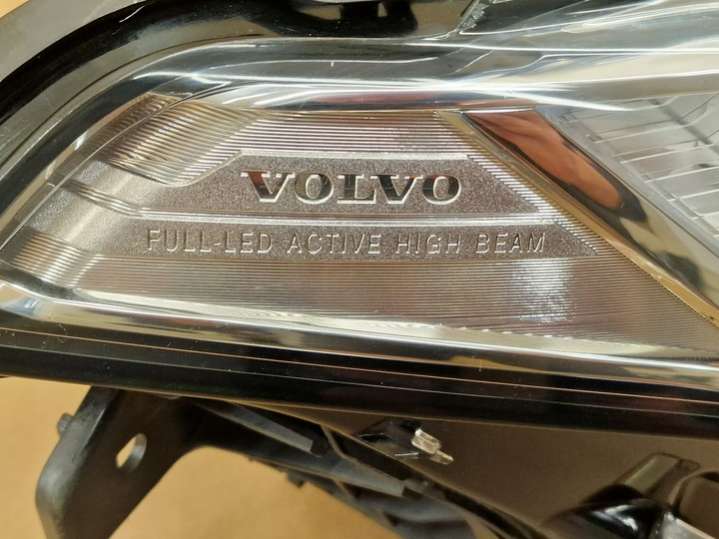 VOLVO
FULL-LED ACTIVE HIGH BEAM